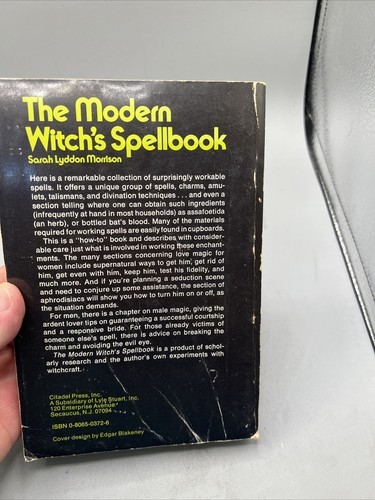 The Modern
Witch's Spellbook
Sarah Lyddon Morrison
Here is a remarkable collection of surprisingly workable
spells. It offers a unique group of spells, charms, amu-
lets, talismans, and divination techniques . . . and even a
section telling where one can obtain such ingredients
(infrequently at hand in most households) as assafoetida
(an herb), or bottled bat's blood. Many of the materials
required for working spells are easily found in cupboards.
This is a "how-to" book and describes with consider-
able care just what is involved in working these enchant-
ments. The many sections concerning love magic for
women include supernatural ways to get him, get rid of
him, get even with him, keep him, test his fidelity, and
much more. And if you're planning a seduction scene
and need to conjure up some assistance, the section of
aphrodisiacs will show you how to turn him on or off, as
the situation demands.
For men, there is a chapter on male magic, giving the
ardent lover tips on guaranteeing a successful courtship
and a responsive bride. For those already victims of
someone else's spell, there is advice on breaking the
charm and avoiding the evil eye.
The Modern Witch's Spellbook is a product of schol-
arly research and the author's own experiments with
witchcraft.
Citadel Press, Inc.
A Subsidiary of Lyle Stuart, Inc.
120 Enterprise Avenue
Secaucus, N.J. 07094
ISBN 0-8065-0372-6
Cover design by Edgar Blakeney